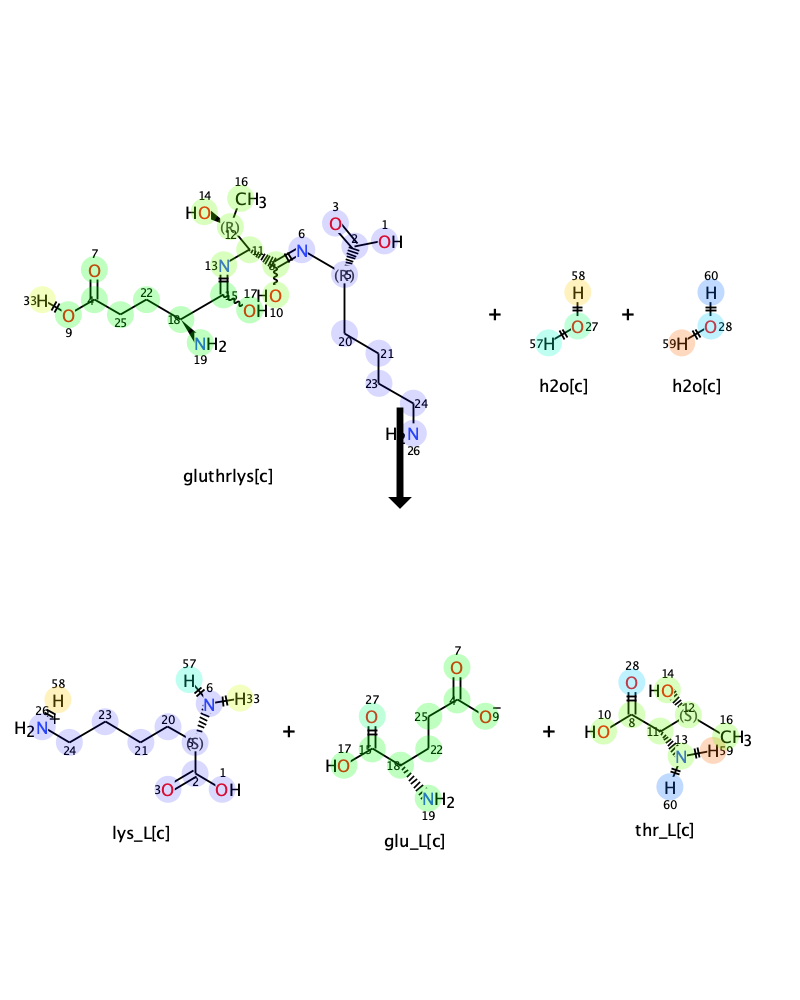 16
14
CH3
HO
(R)
12
3
O
1
2
OH
6
N
11
13
N
7
O
8
(R)
5
15
17
OH
HO
10
33
H
O
9
22
25
18
NH2
19
20
21
23
24
H2N
26
gluthrlys[c]
+
58
H
O
27
57
H
h2o[c]
+
60
H
O
28
59
H
h2o[c]
58
H
26
+
H2N
24
23
21
20
57
H
6
N
H
33
(S)
3
O
2
1
OH
lys_L[c]
+
27
O
17
HO
15
18
22
25
7
O
4
O
9
−
NH2
19
glu_L[c]
+
28
O
14
HO
10
HO
8
11
12
(S)
16
CH3
13
N
H
59
H
60
thr_L[c]